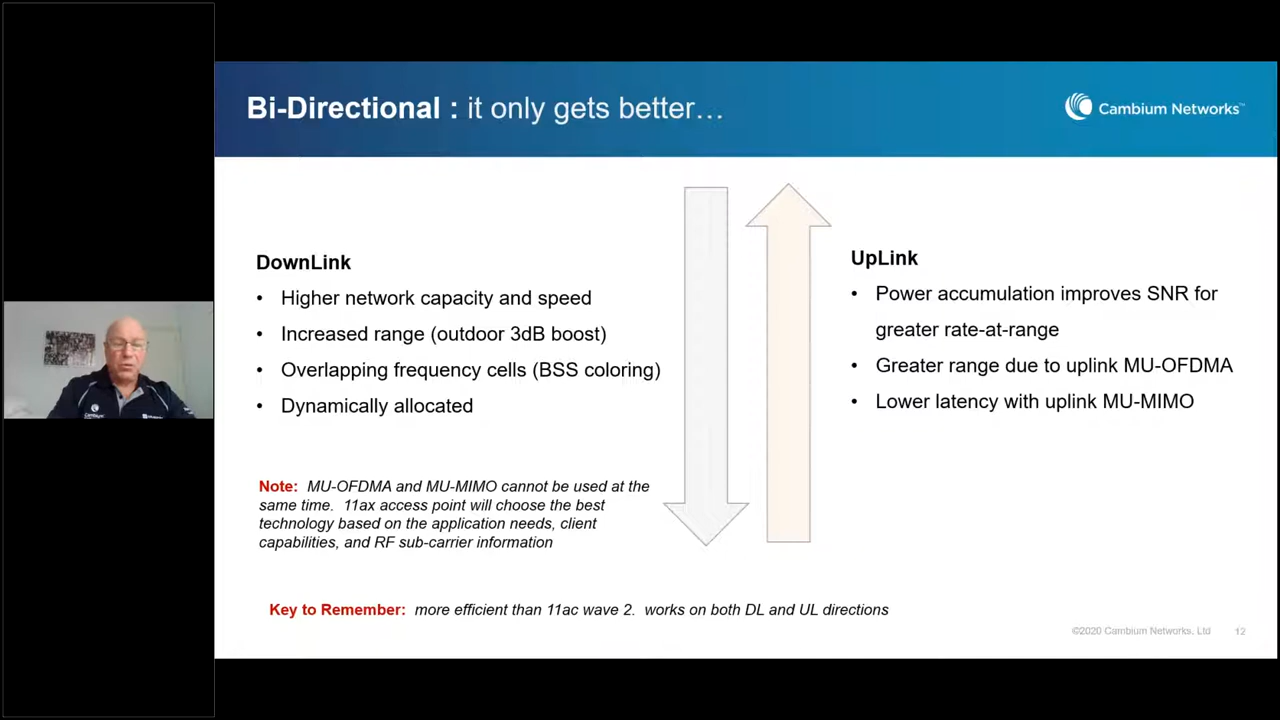 Bi-Directional : it only gets better…
Cambium Networks™
DownLink
• Higher network capacity and speed
• Increased range (outdoor 3dB boost)
• Overlapping frequency cells (BSS coloring)
• Dynamically allocated
UpLink
• Power accumulation improves SNR for
greater rate-at-range
• Greater range due to uplink MU-OFDMA
• Lower latency with uplink MU-MIMO
Note: MU-OFDMA and MU-MIMO cannot be used at the
same time. 11ax access point will choose the best
technology based on the application needs, client
capabilities, and RF sub-carrier information
Key to Remember: more efficient than 11ac wave 2. works on both DL and UL directions
©2020 Cambium Networks, Ltd 12
Cambium